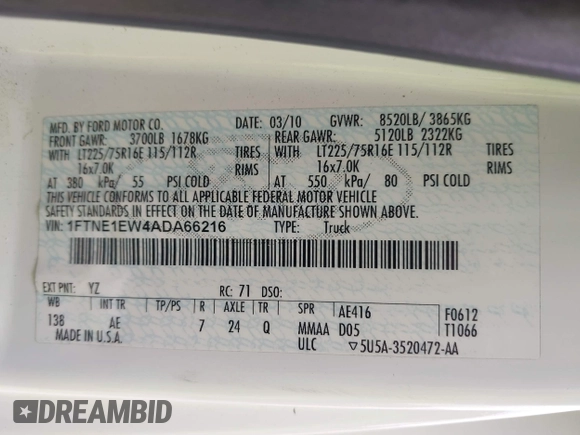 MFD. BY FORD MOTOR CO. DATE: 03/10 GVWR: 8520LB/ 3865KG
FRONT GAWR: 3700LB 1678KG REAR GAWR: 5120LB 2322KG
WITH LT225/75R16E 115/112R TIRES WITH LT225/75R16E 115/112R TIRES
16x7.0K RIMS 16x7.0K RIMS
AT 380 kPa/ 55 PSI COLD AT 550 kPa/ 80 PSI COLD
THIS VEHICLE CONFORMS TO ALL APPLICABLE FEDERAL MOTOR VEHICLE
SAFETY STANDARDS IN EFFECT ON THE DATE OF MANUFACTURE SHOWN ABOVE.
VIN: 1FTNE1EW4ADA66216 TYPE: Truck
EXT PNT: YZ RC: 71 DSO:
WB INT TR TP/PS R AXLE TR SPR AE416 F0612
138 AE 7 24 Q MMAA D05 T1066
MADE IN U.S.A. ULC ▽5U5A-3520472-AA
DREAMBID